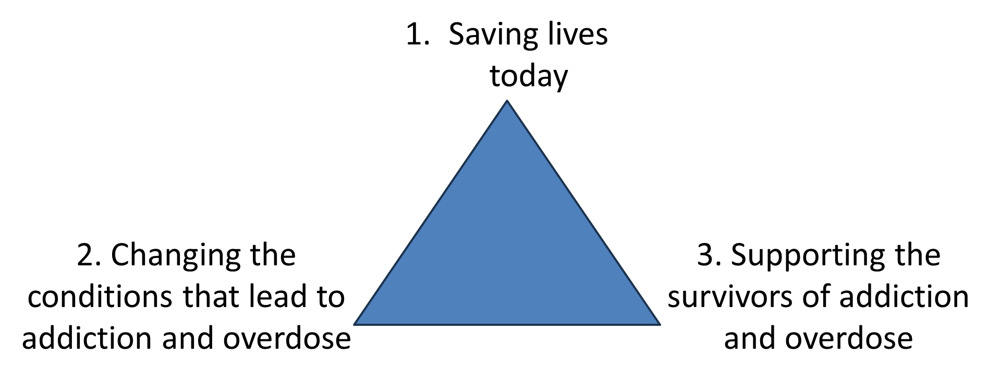 1. Saving lives
today
2. Changing the
conditions that lead to
addiction and overdose
3. Supporting the
survivors of addiction
and overdose